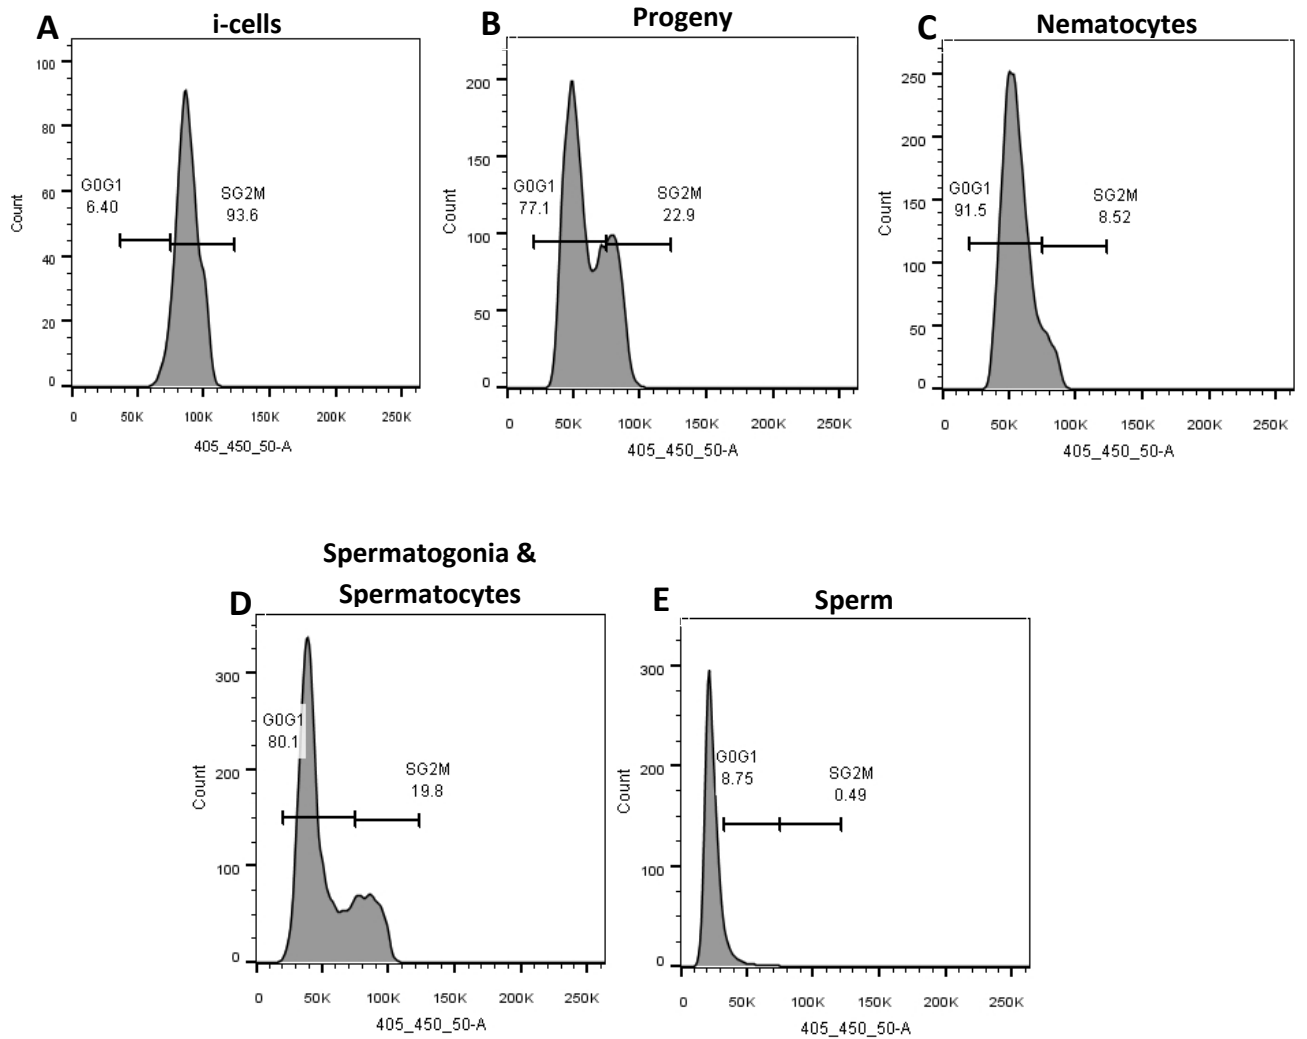 A
i-cells
100
80
60
40
20
0
Count
G0G1
6.40
SG2M
93.6
0 50K 100K 150K 200K 250K
405_450_50-A
B
Progeny
200
150
100
50
0
Count
G0G1
77.1
SG2M
22.9
0 50K 100K 150K 200K 250K
405_450_50-A
C
Nematocytes
250
200
150
100
50
0
Count
G0G1
91.5
SG2M
8.52
0 50K 100K 150K 200K 250K
405_450_50-A
D
Spermatogonia &
Spermatocytes
300
200
100
0
Count
G0G1
80.1
SG2M
19.8
0 50K 100K 150K 200K 250K
405_450_50-A
E
Sperm
300
200
100
0
Count
G0G1
8.75
SG2M
0.49
0 50K 100K 150K 200K 250K
405_450_50-A